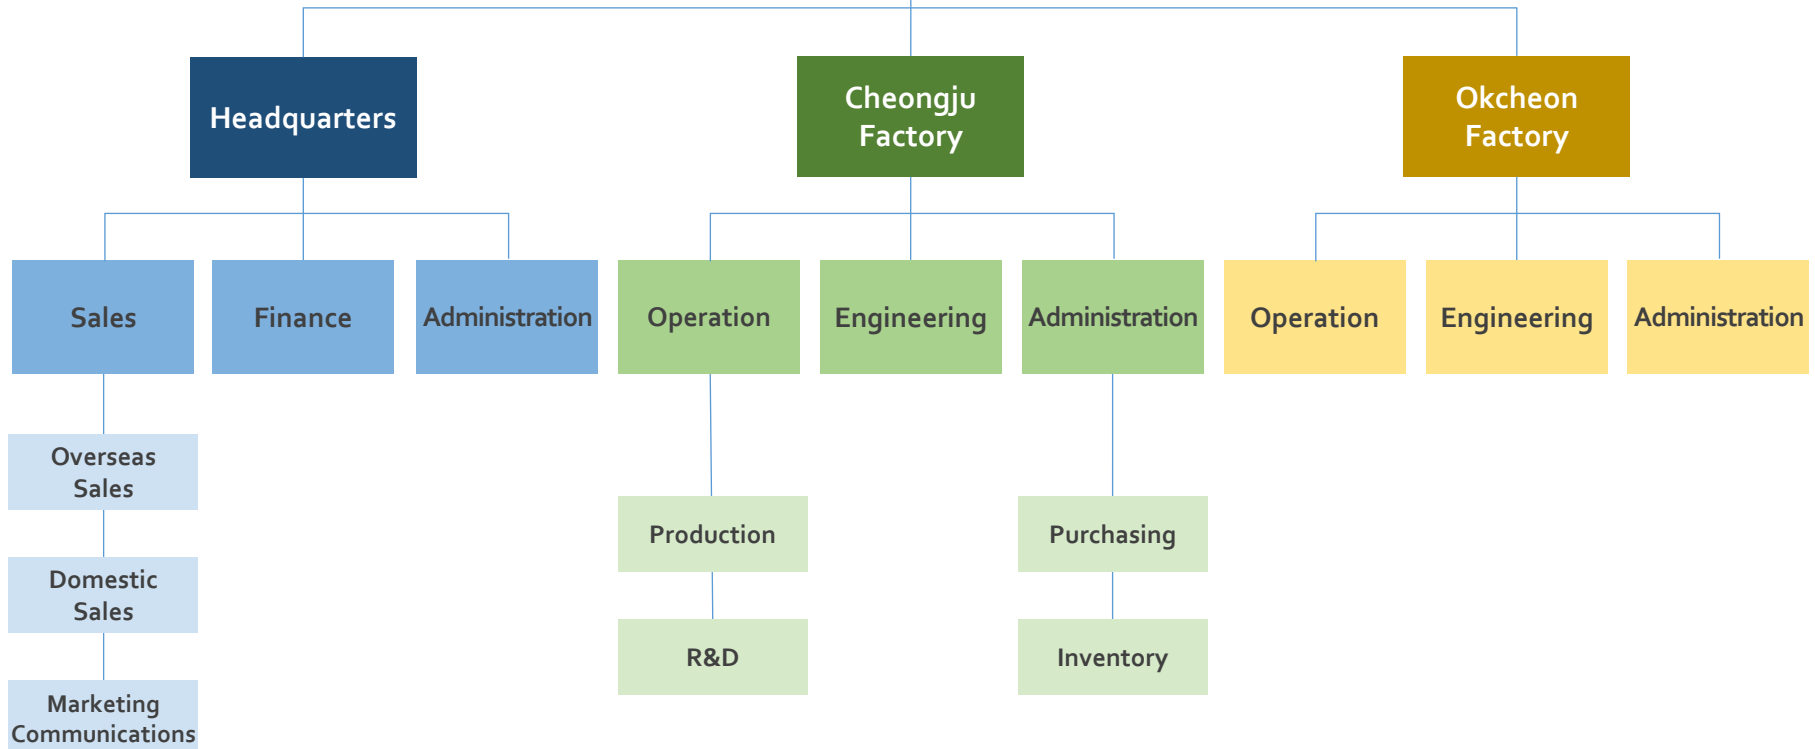 Headquarters
Cheongju
Factory
Okcheon
Factory
Sales
Finance
Administration
Operation
Engineering
Administration
Operation
Engineering
Administration
Overseas
Sales
Domestic
Sales
Marketing
Communications
Production
R&D
Purchasing
Inventory